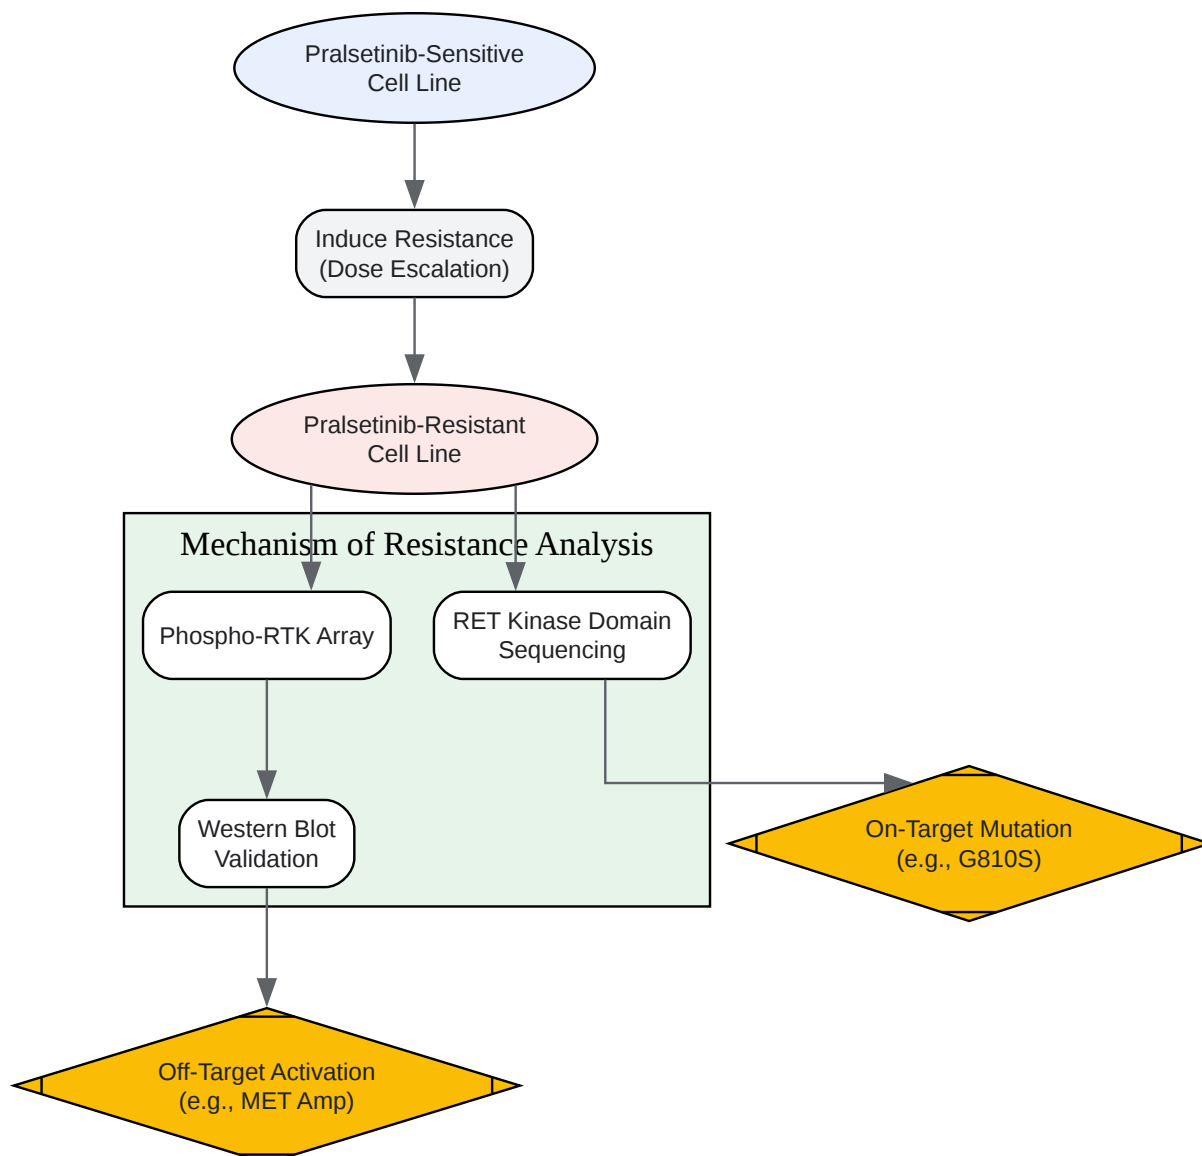 Pralsetinib-Sensitive
Cell Line
Induce Resistance
(Dose Escalation)
Pralsetinib-Resistant
Cell Line
Mechanism of Resistance Analysis
Phospho-RTK Array
RET Kinase Domain
Sequencing
Western Blot
Validation
On-Target Mutation
(e.g., G810S)
Off-Target Activation
(e.g., MET Amp)